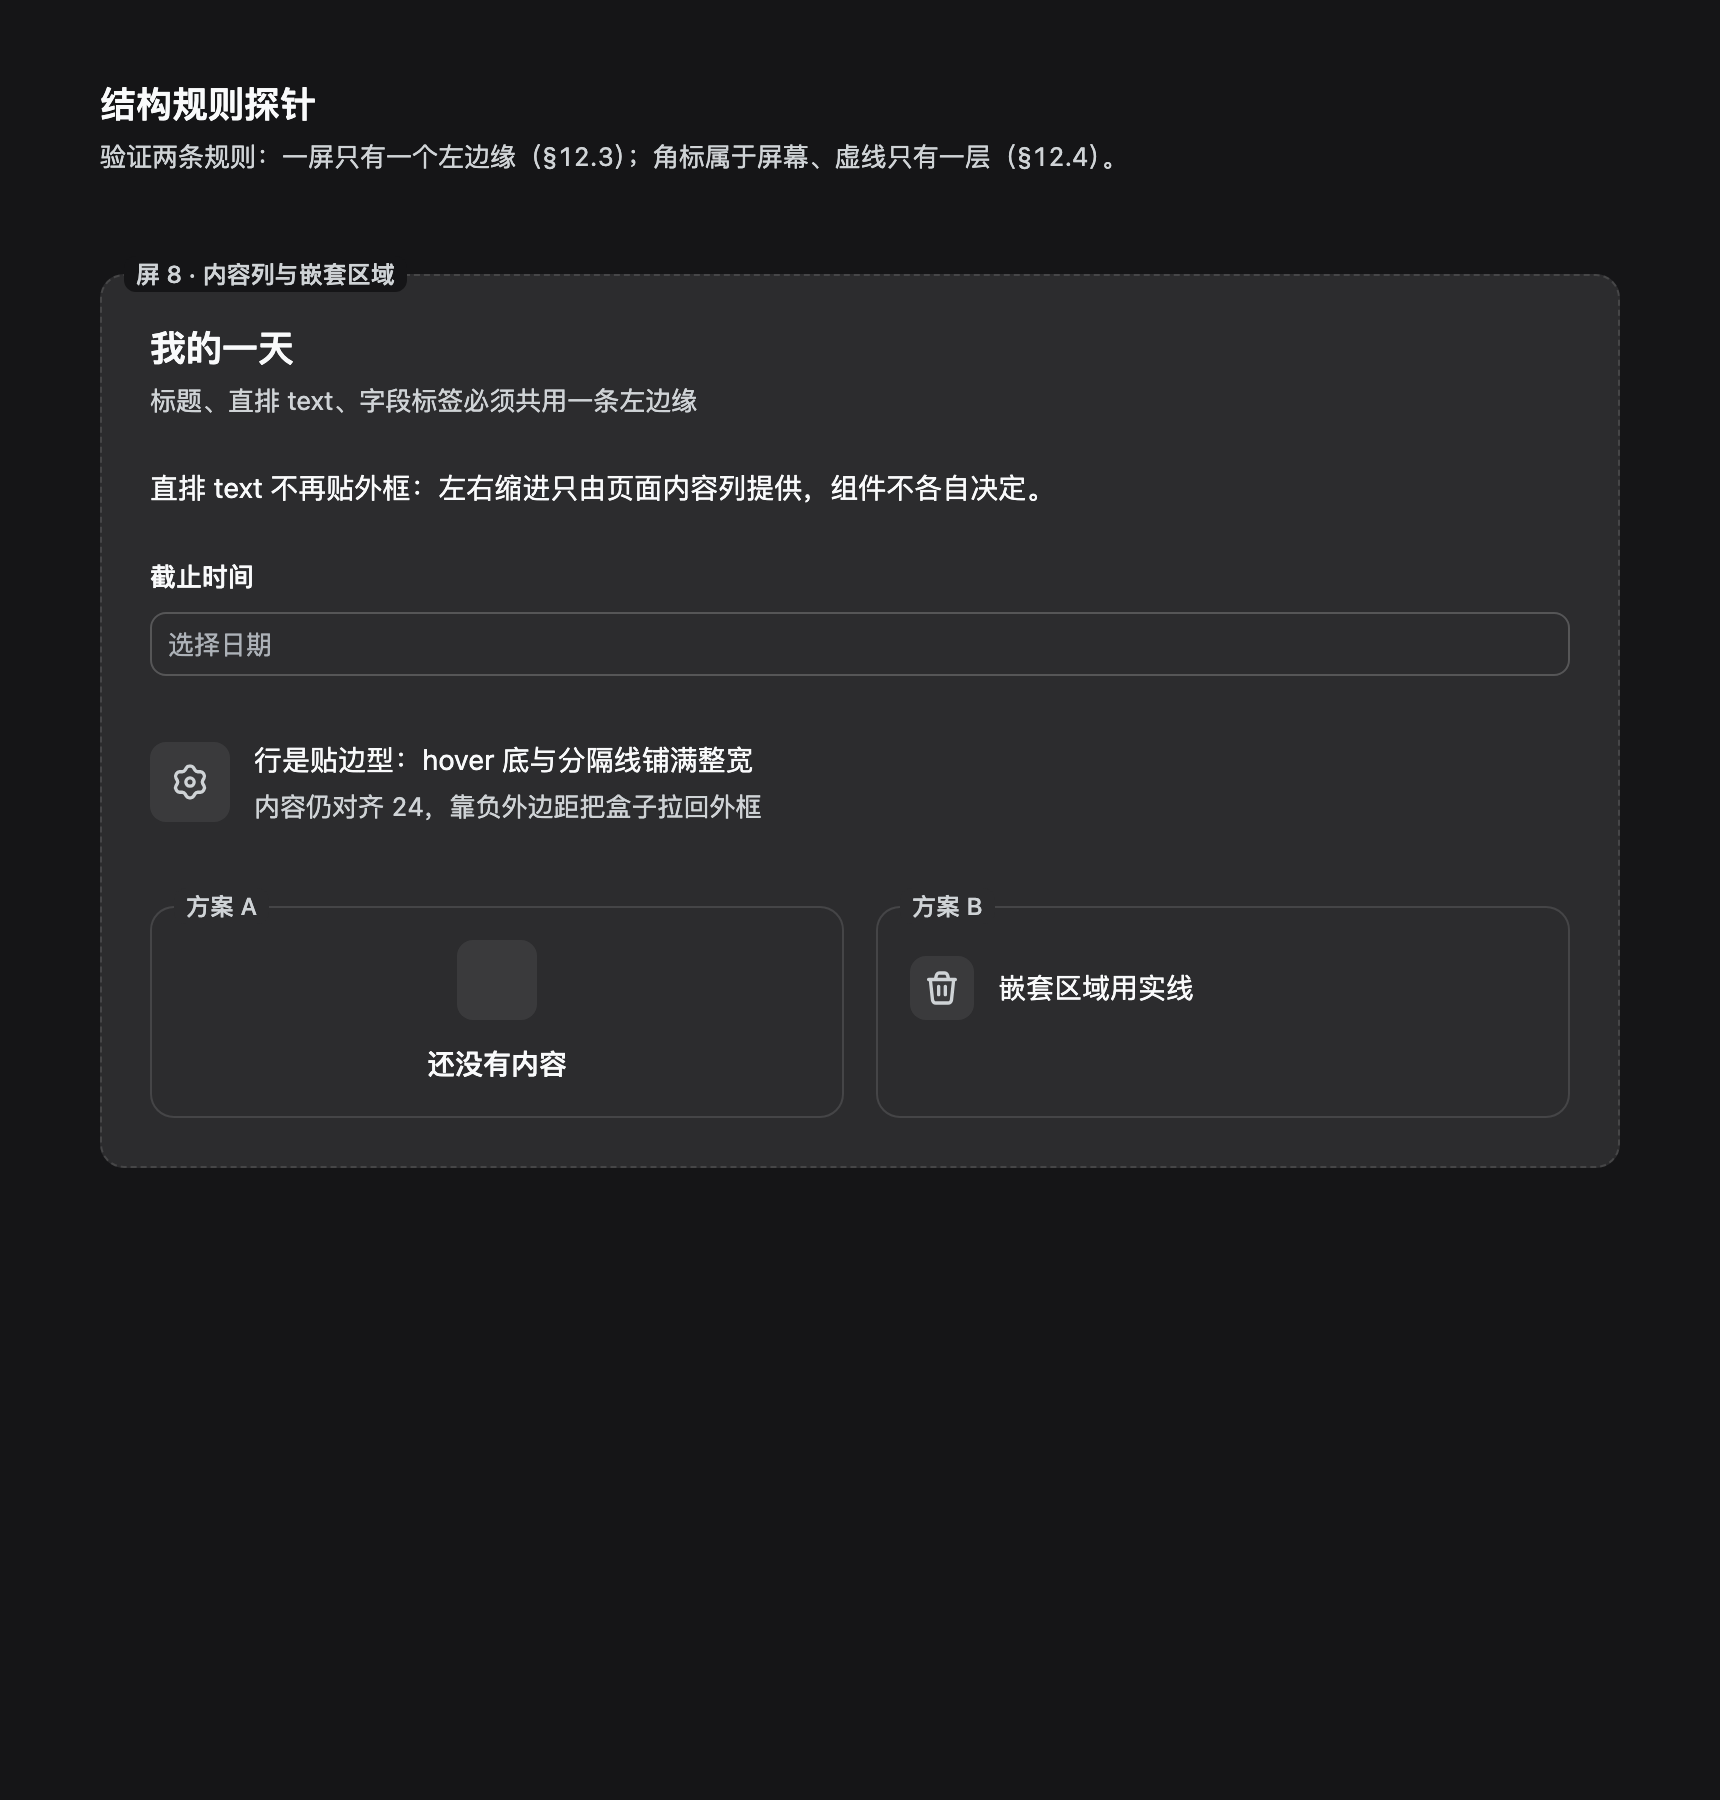 结构规则探针
验证两条规则：一屏只有一个左边缘（§12.3）；角标属于屏幕、虚线只有一层（§12.4）。
屏 8 · 内容列与嵌套区域
我的一天
标题、直排 text、字段标签必须共用一条左边缘
直排 text 不再贴外框：左右缩进只由页面内容列提供，组件不各自决定。
截止时间
选择日期
行是贴边型：hover 底与分隔线铺满整宽
内容仍对齐 24，靠负外边距把盒子拉回外框
方案 A
还没有内容
方案 B
嵌套区域用实线